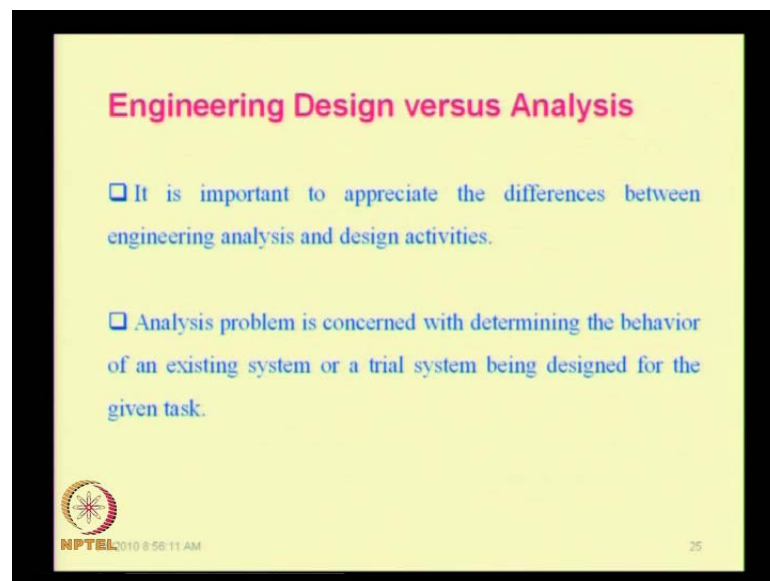 Engineering Design versus Analysis
It is important to appreciate the differences between
engineering analysis and design activities.
Analysis problem is concerned with determining the behavior
of an existing system or a trial system being designed for the
given task.
NPTEL 2010 8:56:11 AM
25